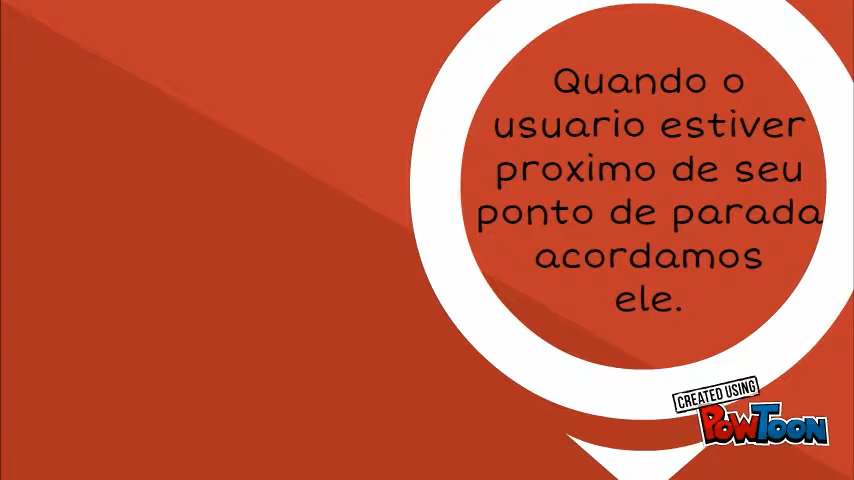 Quando o
usuario estiver
proximo de seu
ponto de parada
acordamos
ele.
CREATED USING
POWTOON